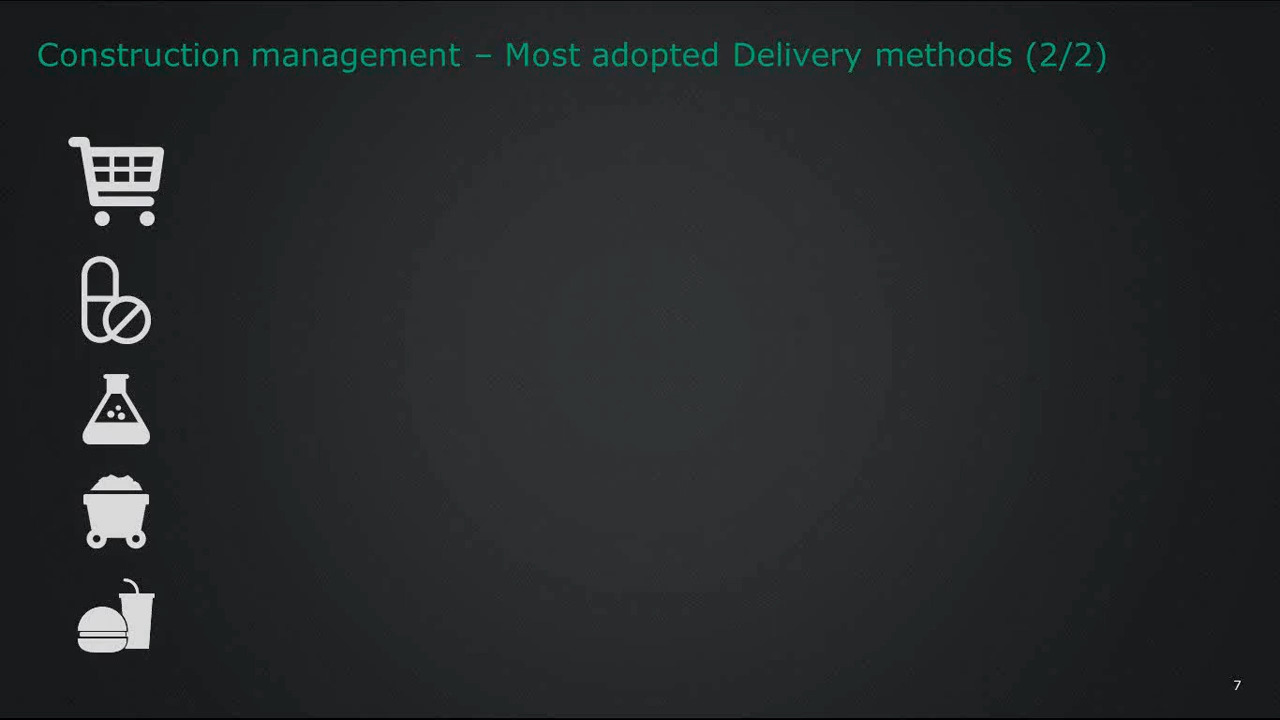 Construction management – Most adopted Delivery methods (2/2)
7